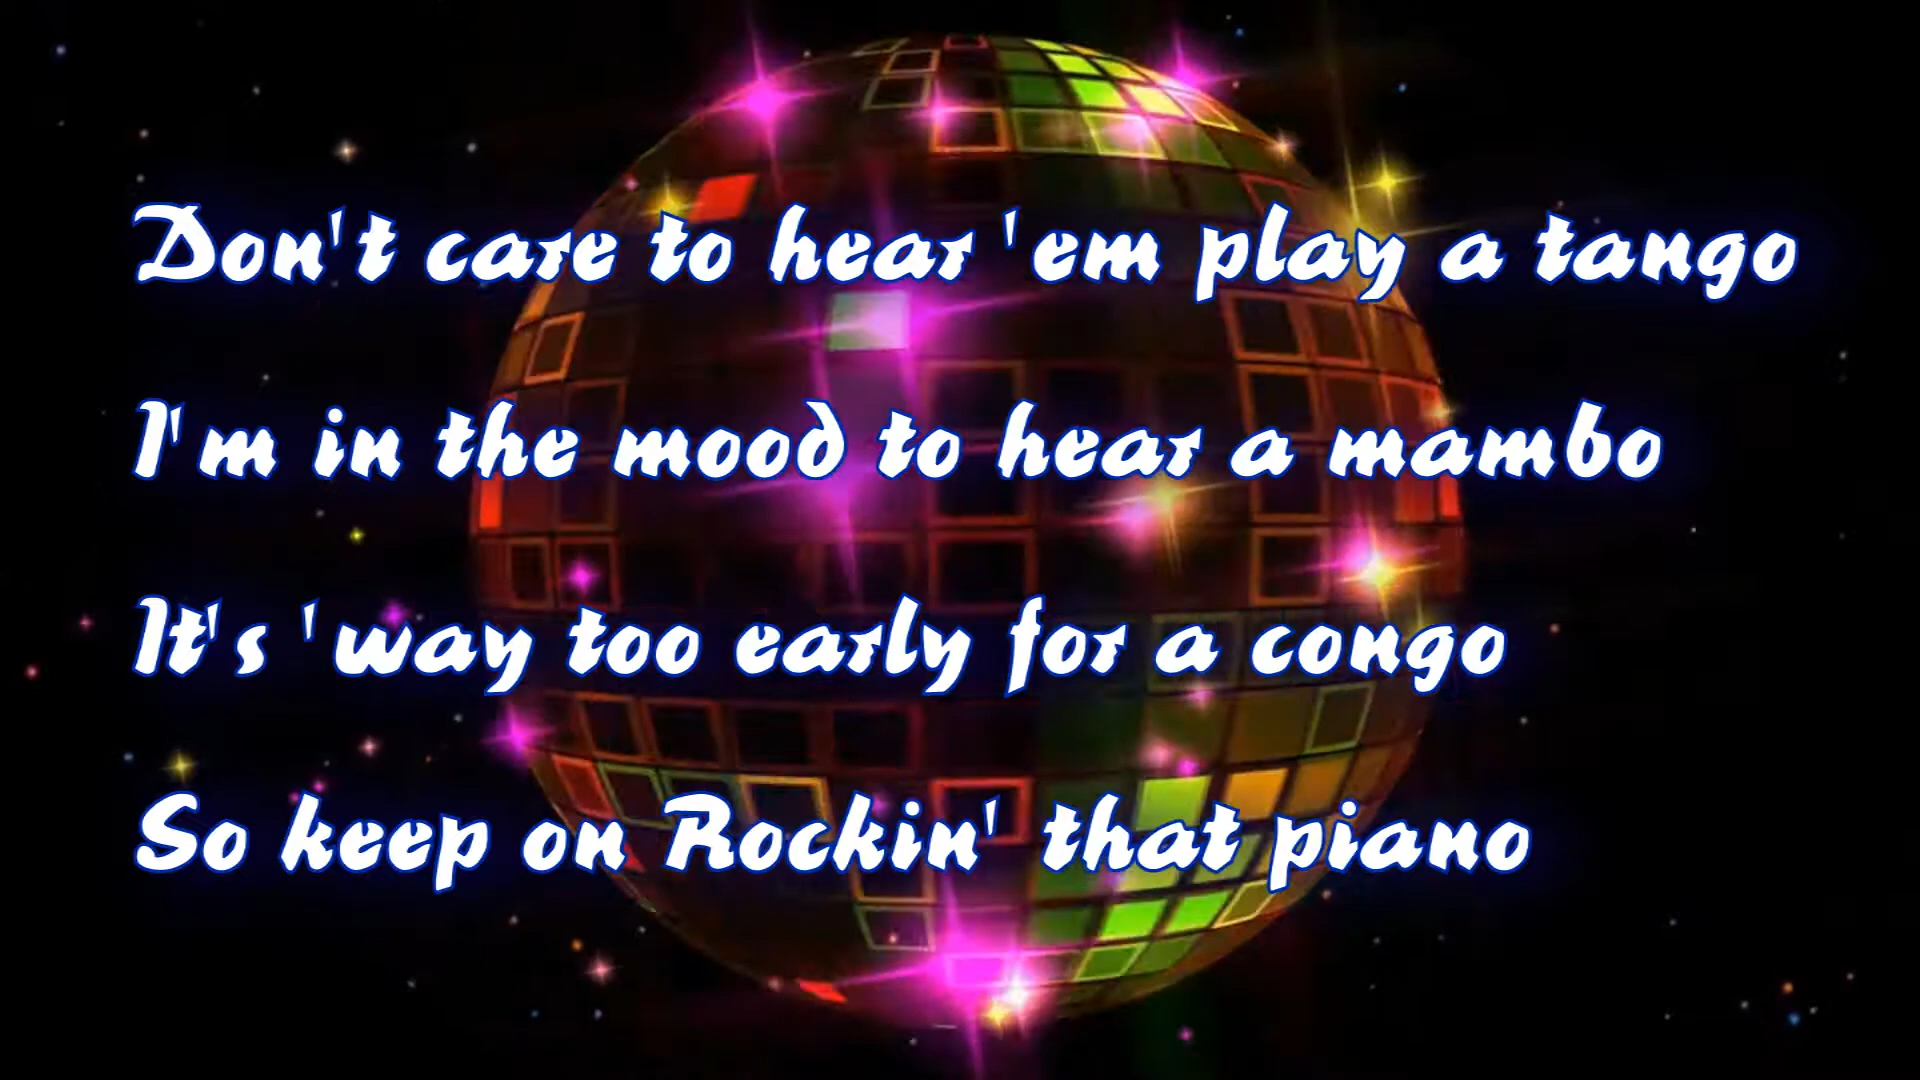 Don't care to hear 'em play a tango
I'm in the mood to hear a mambo
It's 'way too early for a congo
So keep on Rockin' that piano